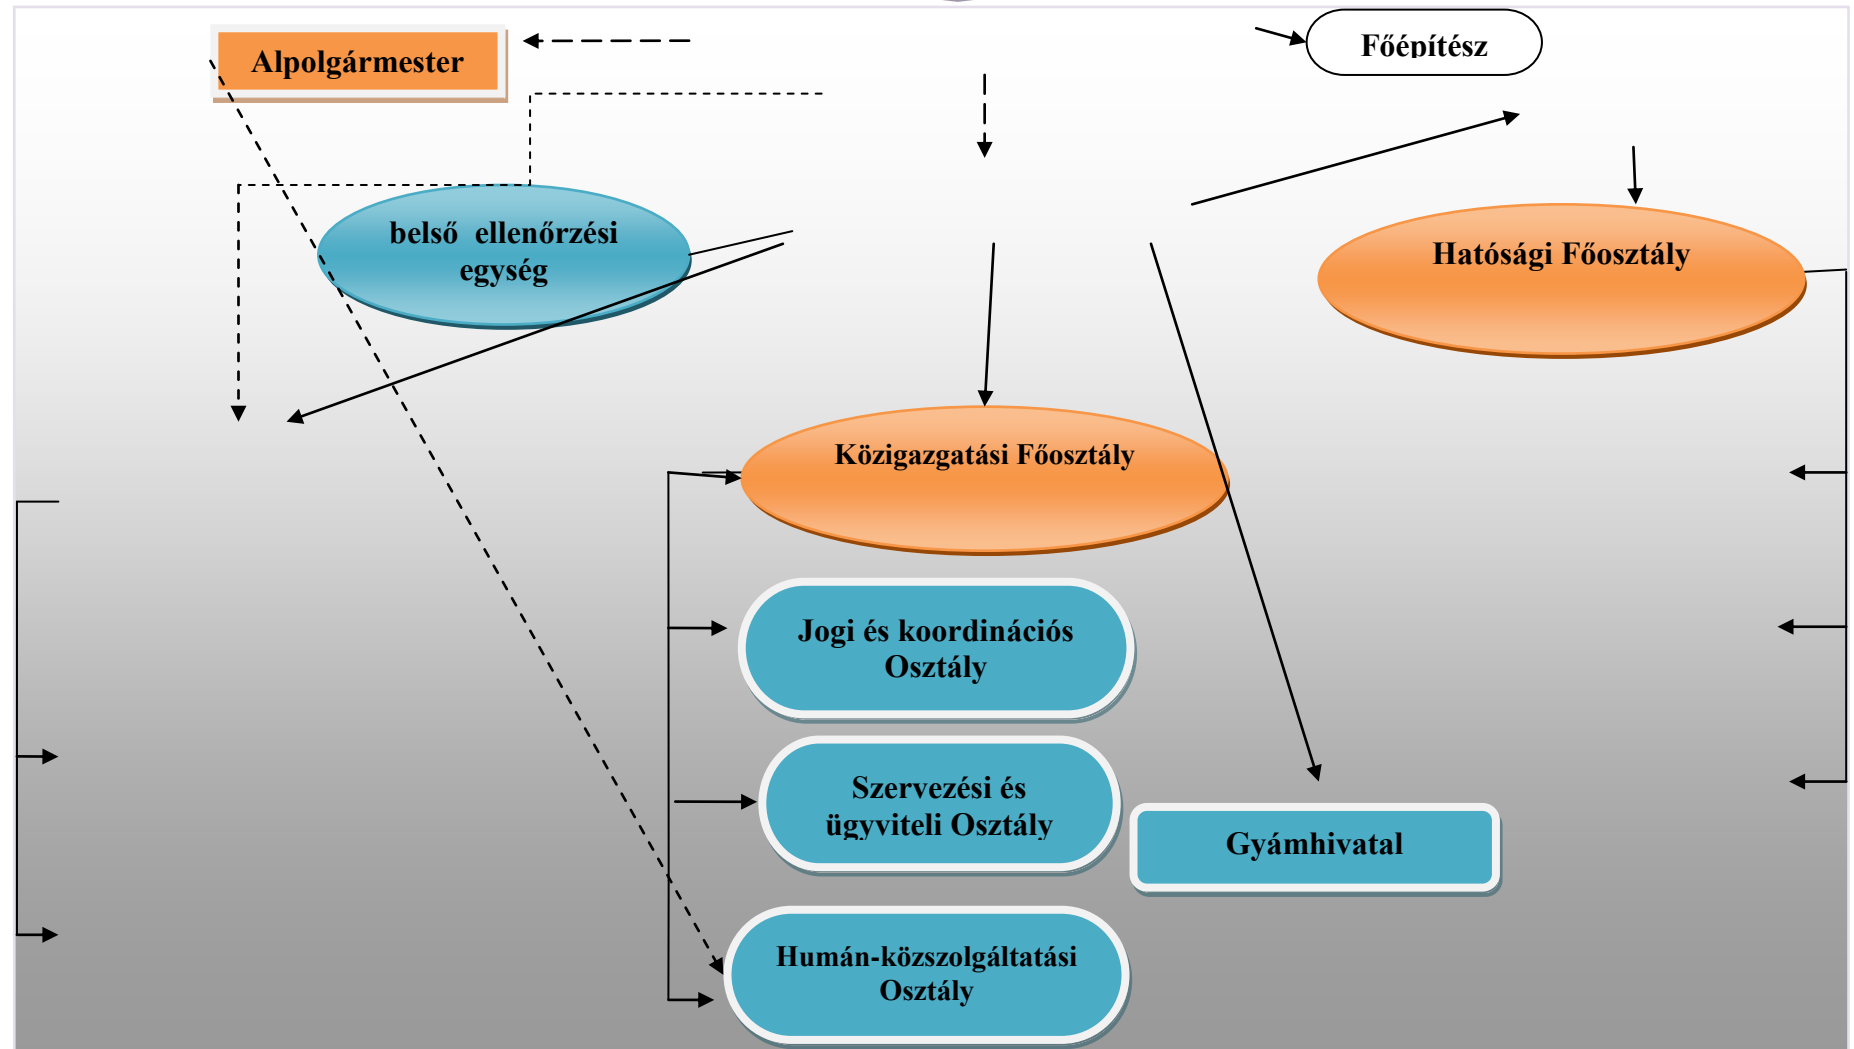 Alpolgármester
Főépítész
belső ellenőrzési
egység
Hatósági Főosztály
Közigazgatási Főosztály
Jogi és koordinációs
Osztály
Szervezési és
ügyviteli Osztály
Gyámhivatal
Humán-közszolgáltatási
Osztály